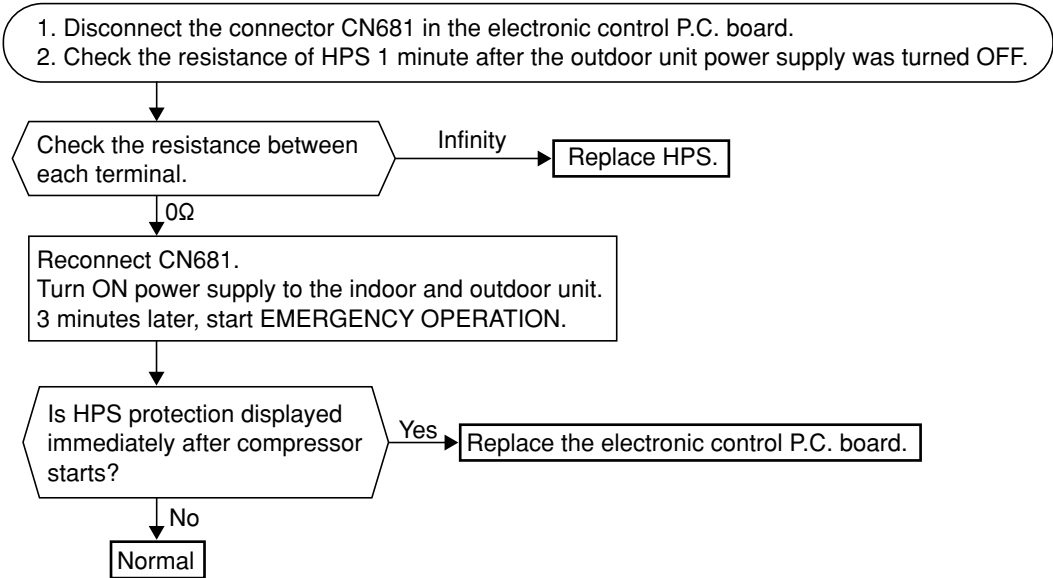 1. Disconnect the connector CN681 in the electronic control P.C. board.
2. Check the resistance of HPS 1 minute after the outdoor unit power supply was turned OFF.
Check the resistance between
each terminal.
Infinity
Replace HPS.
0Ω
Reconnect CN681.
Turn ON power supply to the indoor and outdoor unit.
3 minutes later, start EMERGENCY OPERATION.
Is HPS protection displayed
immediately after compressor
starts?
Yes
Replace the electronic control P.C. board.
No
Normal